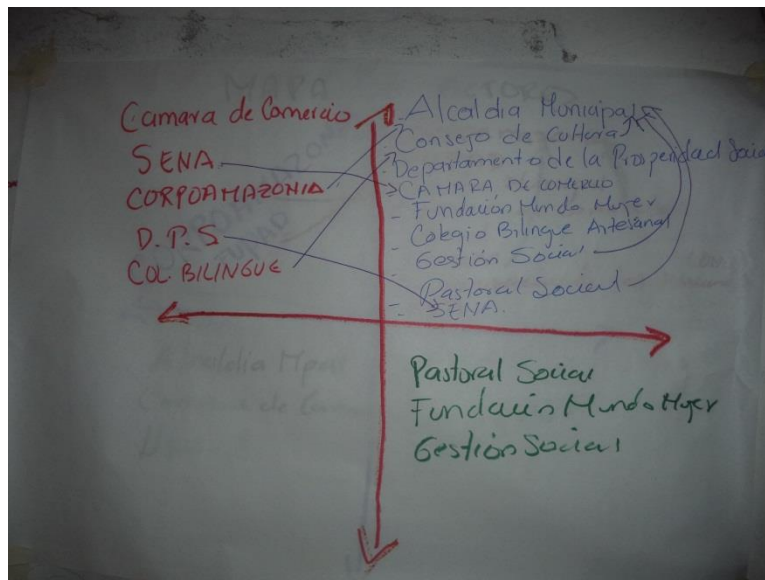 Camara de Comercio
SENA
CORPOAMAZONIA
D.P.S
COL. BILINGUE
- Alcaldia Municipal
- Consejo de Cultura
- Departamento de la Prosperidad Social
- CAMARA DE COMERCIO
- Fundación Mundo Mujer
- Colegio Bilingue Artesanal
- Gestión Social
- Pastoral Social
- SENA.
Pastoral Social
Fundación Mundo Mujer
Gestión Social